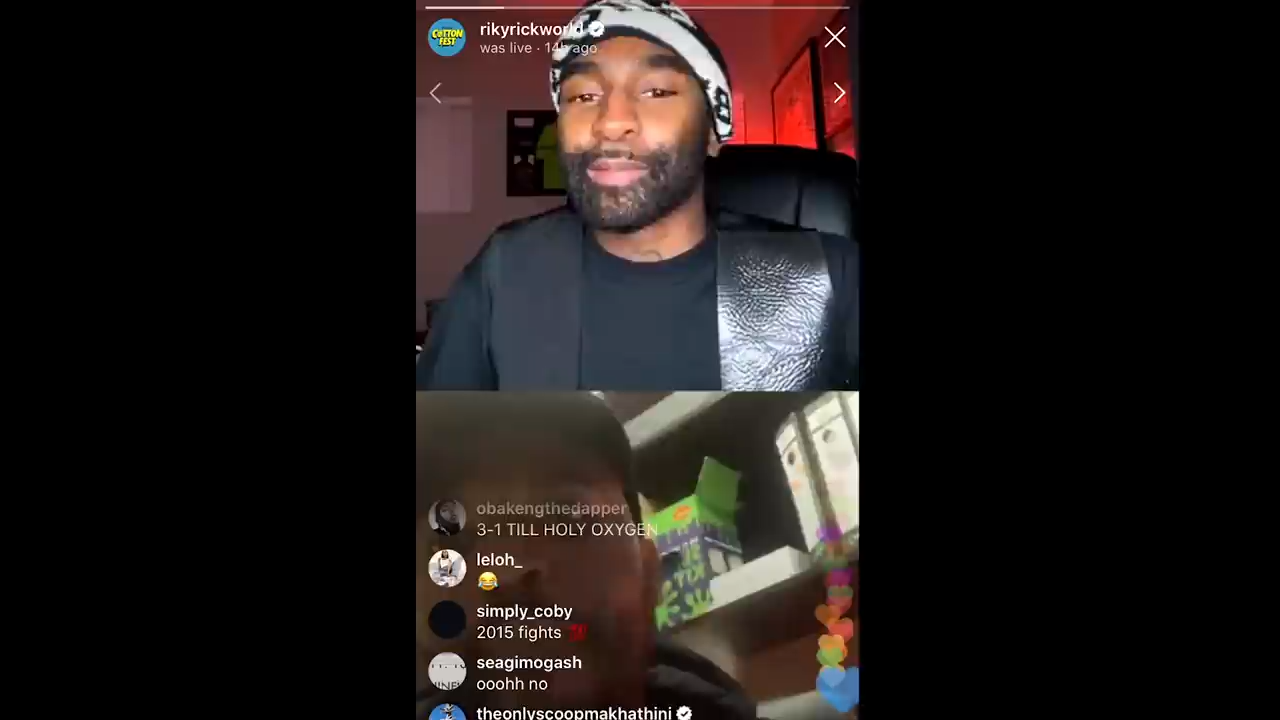 COTTON
FEST
rikyrickworld
was live · 14h ago
8
obakengthedapper
3-1 TILL HOLY OXYGEN
leloh_
😂
simply_coby
2015 fights 💯
seagimogash
ooohh no
theonlyscoopmakhathini